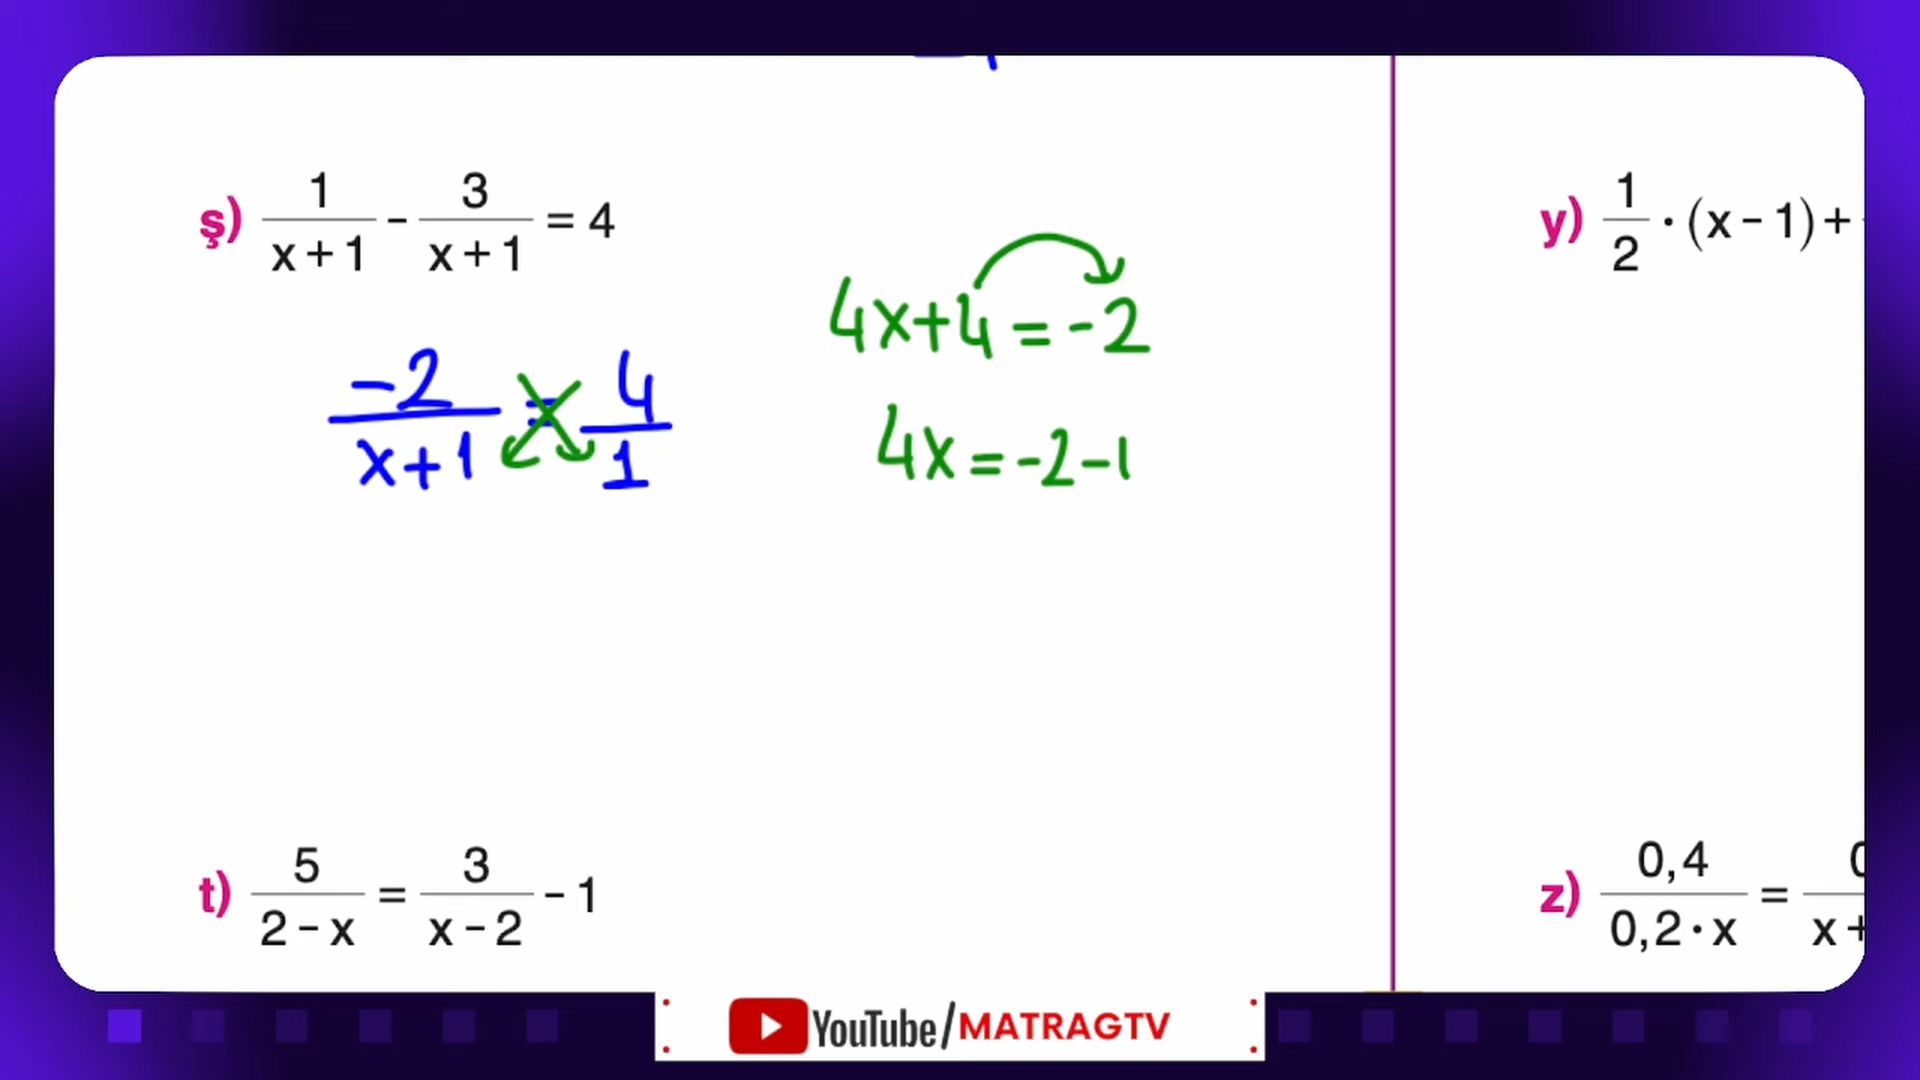 ş) 1/(x + 1) - 3/(x + 1) = 4
-2/(x+1) = 4/1
4x+4 = -2
4x = -2-1
t) 5/(2 - x) = 3/(x - 2) - 1
y) 1/2 · (x - 1) +
z) 0,4/(0,2 · x) = 0/(x +
YouTube/MATRAGTV